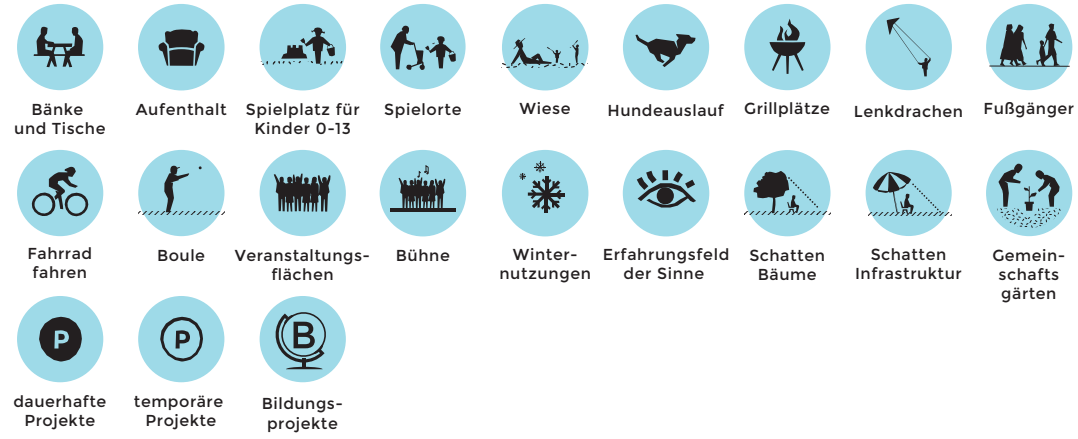 Bänke
und Tische
Aufenthalt
Spielplatz für
Kinder 0-13
Spielorte
Wiese
Hundeauslauf
Grillplätze
Lenkdrachen
Fußgänger
Fahrrad
fahren
Boule
Veranstaltungs-
flächen
Bühne
Winter-
nutzungen
Erfahrungsfeld
der Sinne
Schatten
Bäume
Schatten
Infrastruktur
Gemein-
schafts
gärten
P
dauerhafte
Projekte
P
temporäre
Projekte
B
Bildungs-
projekte